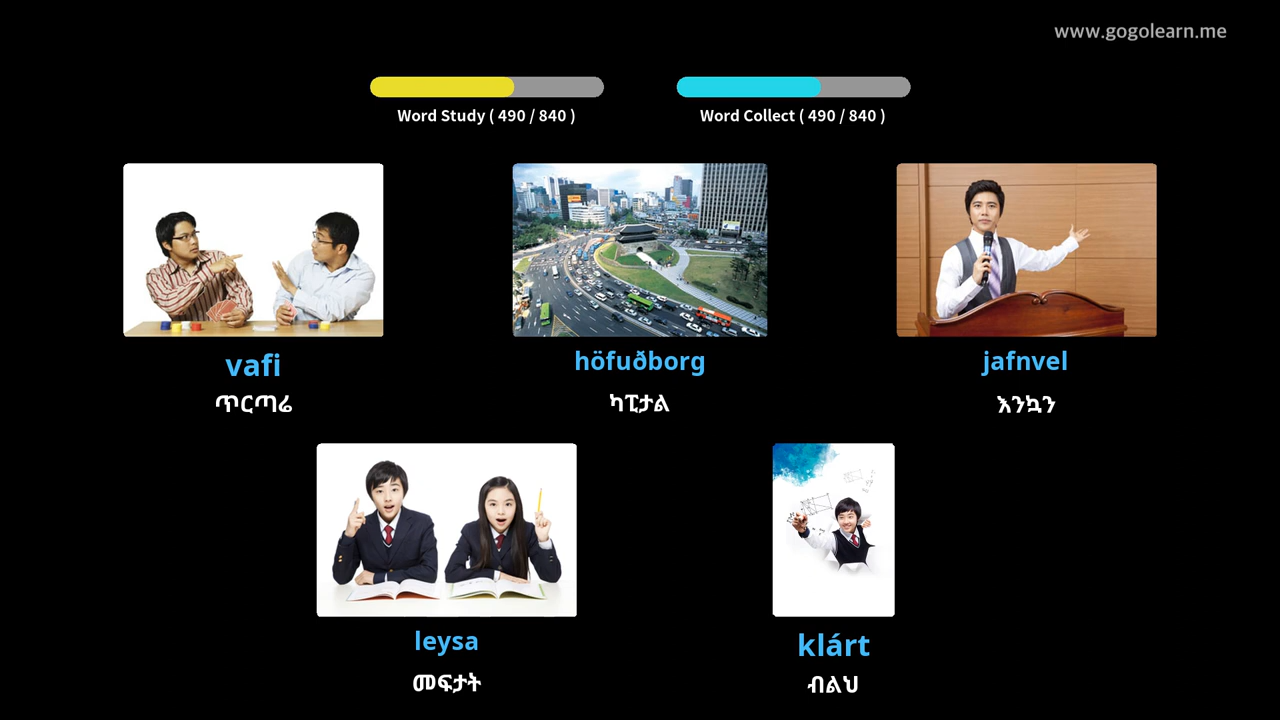 www.gogolearn.me
Word Study ( 490 / 840 )
Word Collect ( 490 / 840 )
vafi
ጥርጣሬ
höfuðborg
ካፒታል
jafnvel
እንኳን
leysa
መፍታት
klárt
ብልህ